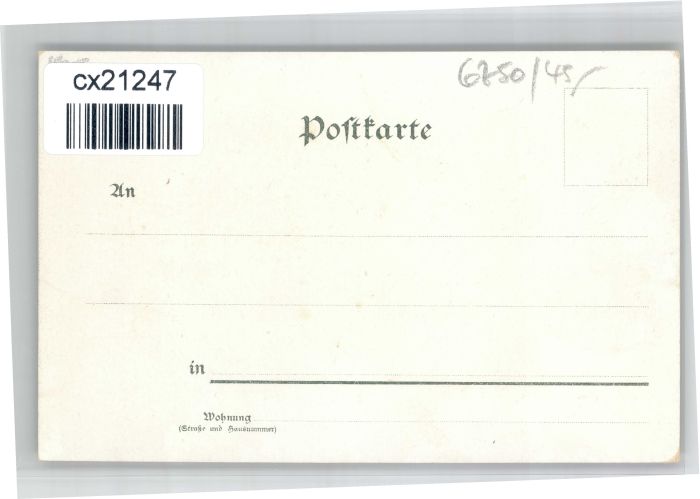 cx21247
6750/45,-
Postkarte
An
in
Wohnung
(Straße und Hausnummer)